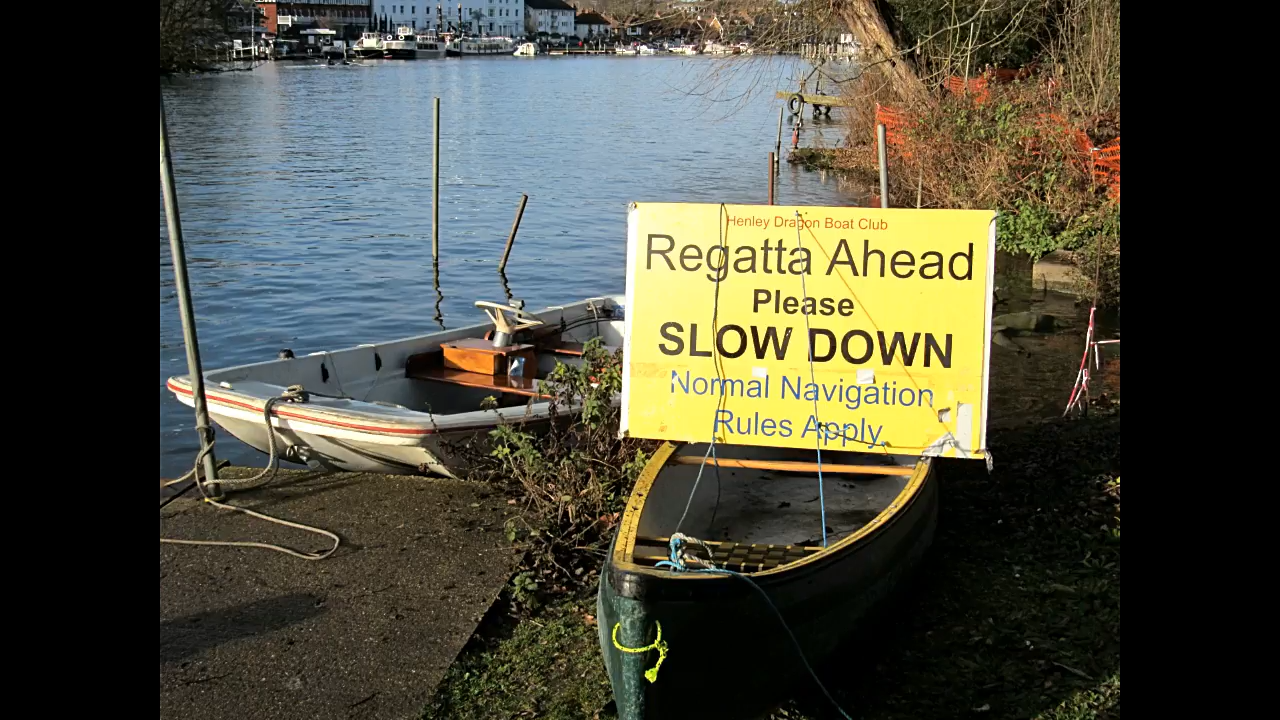 Henley Dragon Boat Club
Regatta Ahead
Please
SLOW DOWN
Normal Navigation
Rules Apply